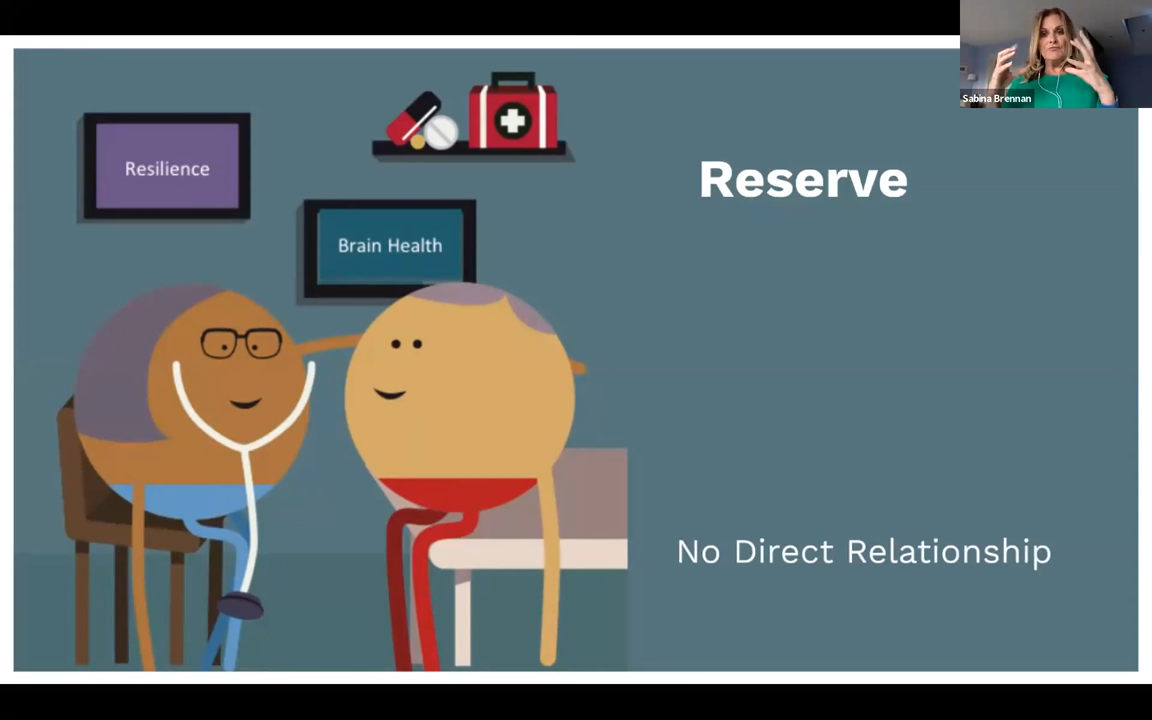 Sabina Brennan
Resilience
Reserve
Brain Health
No Direct Relationship